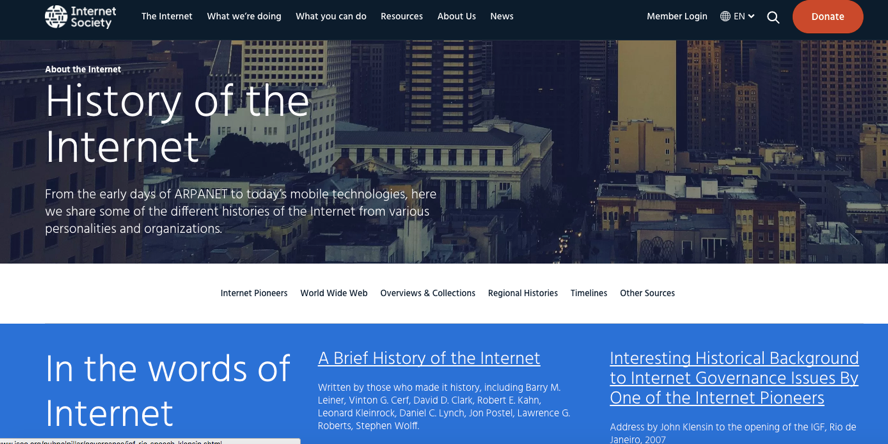 Internet
Society
The Internet
What we're doing
What you can do
Resources
About Us
News
Member Login
EN
Donate
About the Internet
History of the
Internet
From the early days of ARPANET to today's mobile technologies, here
we share some of the different histories of the Internet from various
personalities and organizations.
Internet Pioneers
World Wide Web
Overviews & Collections
Regional Histories
Timelines
Other Sources
In the words of
Internet
A Brief History of the Internet
Written by those who made it history, including Barry M.
Leiner, Vinton G. Cerf, David D. Clark, Robert E. Kahn,
Leonard Kleinrock, Daniel C. Lynch, Jon Postel, Lawrence G.
Roberts, Stephen Wolff.
Interesting Historical Background
to Internet Governance Issues By
One of the Internet Pioneers
Address by John Klensin to the opening of the IGF, Rio de
Janeiro, 2007